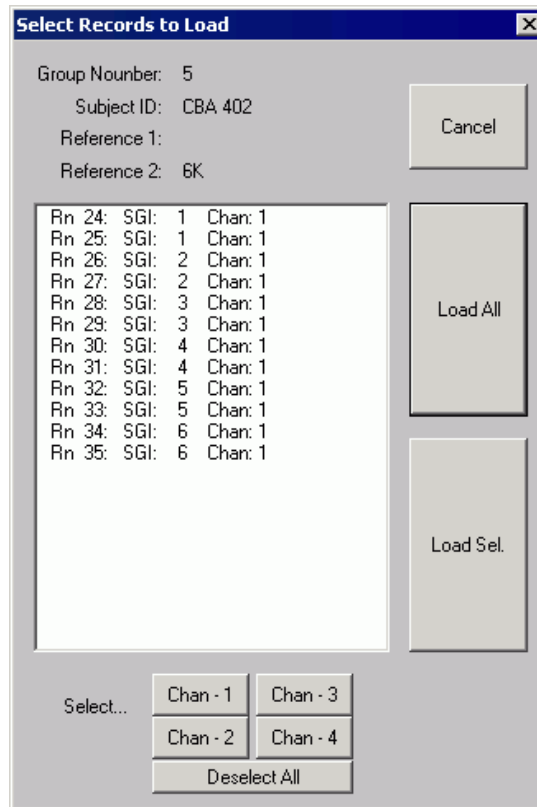 Select Records to Load
Group Nounber: 5
Subject ID: CBA 402
Reference 1:
Reference 2: 6K
Cancel
Rn 24: SGI: 1 Chan: 1
Rn 25: SGI: 1 Chan: 1
Rn 26: SGI: 2 Chan: 1
Rn 27: SGI: 2 Chan: 1
Rn 28: SGI: 3 Chan: 1
Rn 29: SGI: 3 Chan: 1
Rn 30: SGI: 4 Chan: 1
Rn 31: SGI: 4 Chan: 1
Rn 32: SGI: 5 Chan: 1
Rn 33: SGI: 5 Chan: 1
Rn 34: SGI: 6 Chan: 1
Rn 35: SGI: 6 Chan: 1
Load All
Load Sel.
Select...
Chan - 1 Chan - 3
Chan - 2 Chan - 4
Deselect All